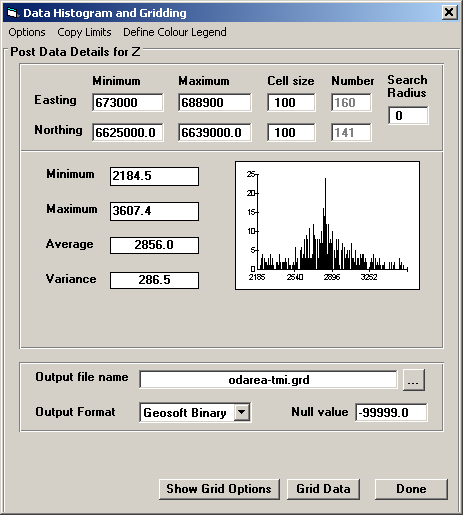 Data Histogram and Gridding
Options Copy Limits Define Colour Legend
Post Data Details for Z
Minimum Maximum Cell size Number Search Radius
Easting 673000 688900 100 160 0
Northing 6625000.0 6639000.0 100 141
Minimum 2184.5
Maximum 3607.4
Average 2856.0
Variance 286.5
25
20
15
10
5
0
2185 2540 2896 3252
Output file name odarea-tmi.grd ...
Output Format Geosoft Binary Null value -99999.0
Show Grid Options Grid Data Done